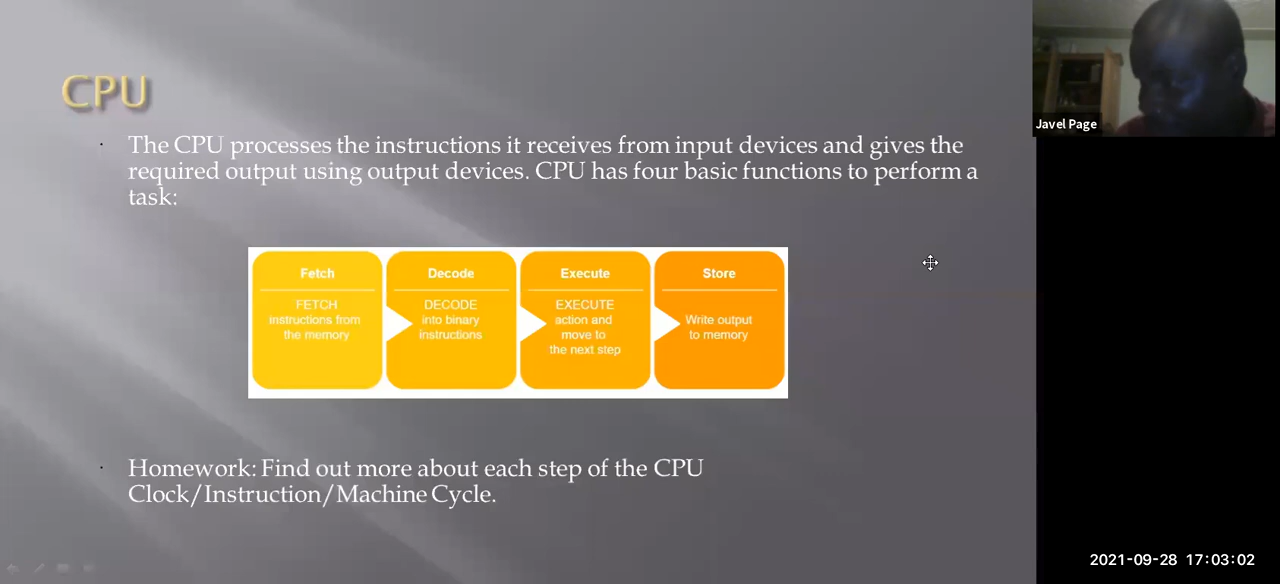 CPU
The CPU processes the instructions it receives from input devices and gives the
required output using output devices. CPU has four basic functions to perform a
task:
Fetch
FETCH
instructions from
the memory
Decode
DECODE
into binary
instructions
Execute
EXECUTE
action and
move to
the next step
Store
Write output
to memory
Homework: Find out more about each step of the CPU
Clock/Instruction/Machine Cycle.
Javel Page
2021-09-28 17:03:02